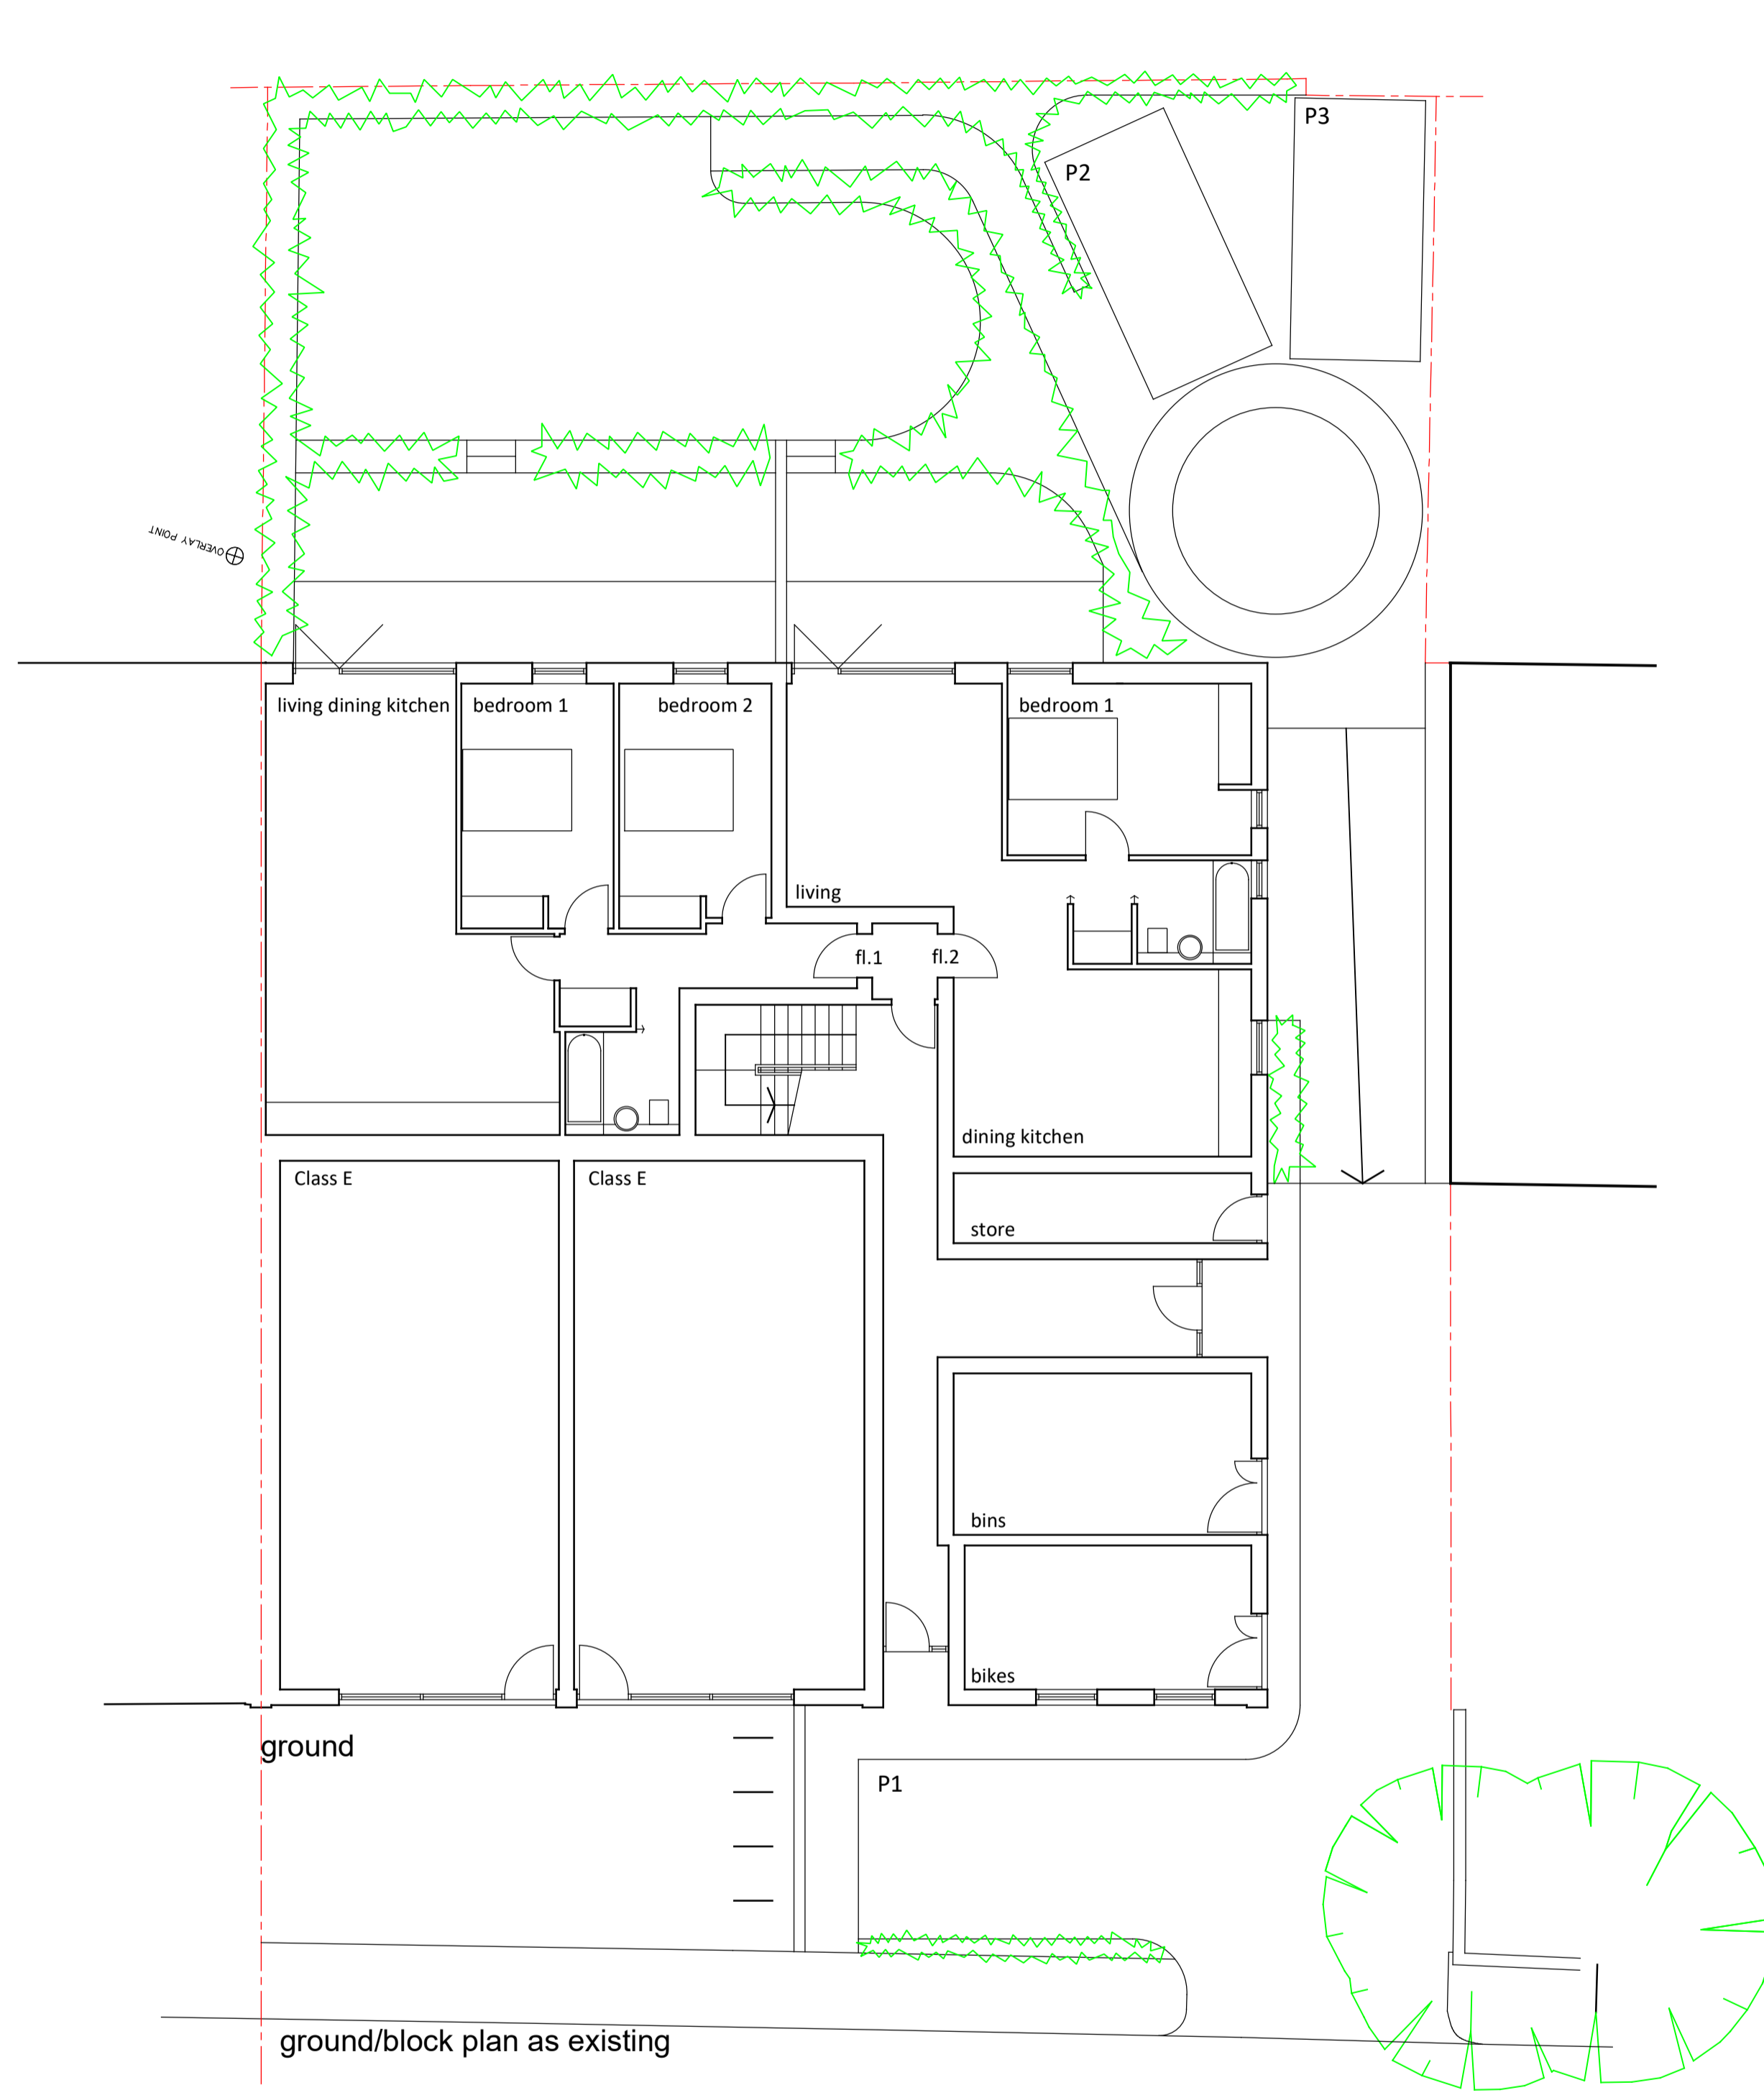 P3
P2
OVERLAY POINT
living dining kitchen
bedroom 1
bedroom 2
bedroom 1
living
fl.1
fl.2
dining kitchen
Class E
Class E
store
bins
bikes
ground
P1
ground/block plan as existing